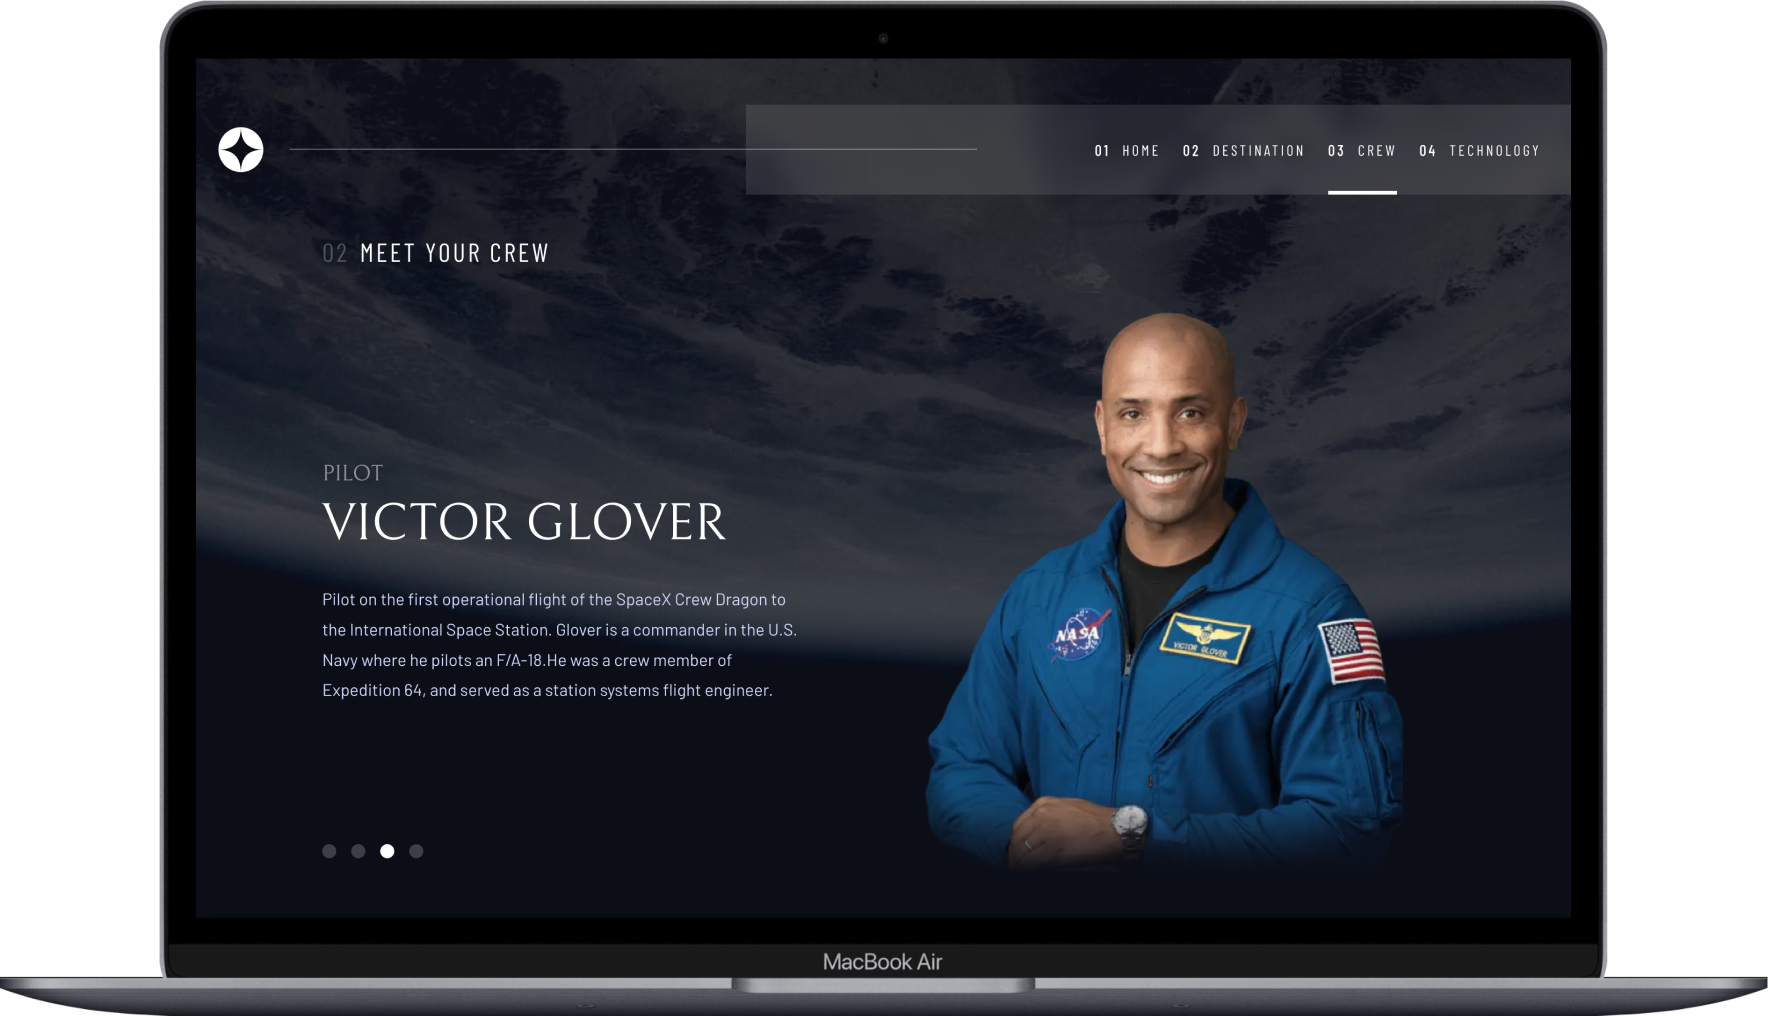 01 HOME 02 DESTINATION 03 CREW 04 TECHNOLOGY
02 MEET YOUR CREW
PILOT
VICTOR GLOVER
Pilot on the first operational flight of the SpaceX Crew Dragon to
the International Space Station. Glover is a commander in the U.S.
Navy where he pilots an F/A-18.He was a crew member of
Expedition 64, and served as a station systems flight engineer.
NASA
VICTOR GLOVER
MacBook Air